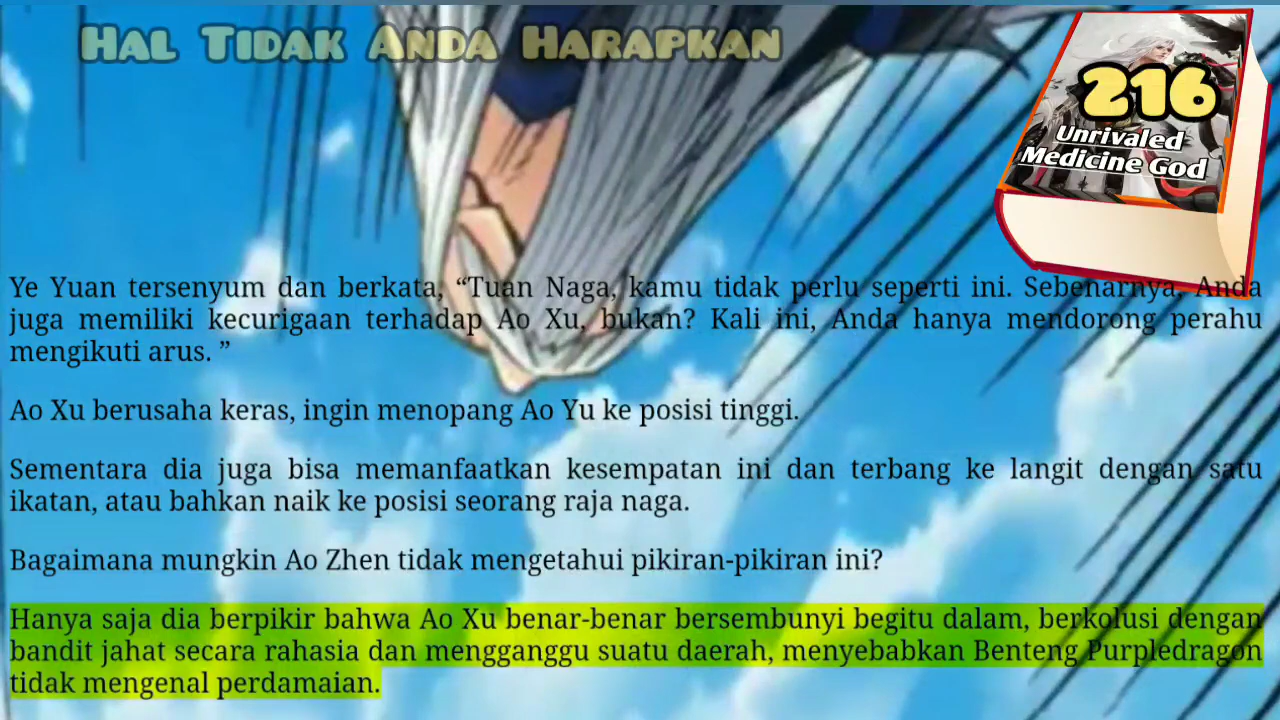 Hal Tidak Anda Harapkan
216
Unrivaled
Medicine God
Ye Yuan tersenyum dan berkata, “Tuan Naga, kamu tidak perlu seperti ini. Sebenarnya, Anda
juga memiliki kecurigaan terhadap Ao Xu, bukan? Kali ini, Anda hanya mendorong perahu
mengikuti arus. ”
Ao Xu berusaha keras, ingin menopang Ao Yu ke posisi tinggi.
Sementara dia juga bisa memanfaatkan kesempatan ini dan terbang ke langit dengan satu
ikatan, atau bahkan naik ke posisi seorang raja naga.
Bagaimana mungkin Ao Zhen tidak mengetahui pikiran-pikiran ini?
Hanya saja dia berpikir bahwa Ao Xu benar-benar bersembunyi begitu dalam, berkolusi dengan
bandit jahat secara rahasia dan mengganggu suatu daerah, menyebabkan Benteng Purpledragon
tidak mengenal perdamaian.